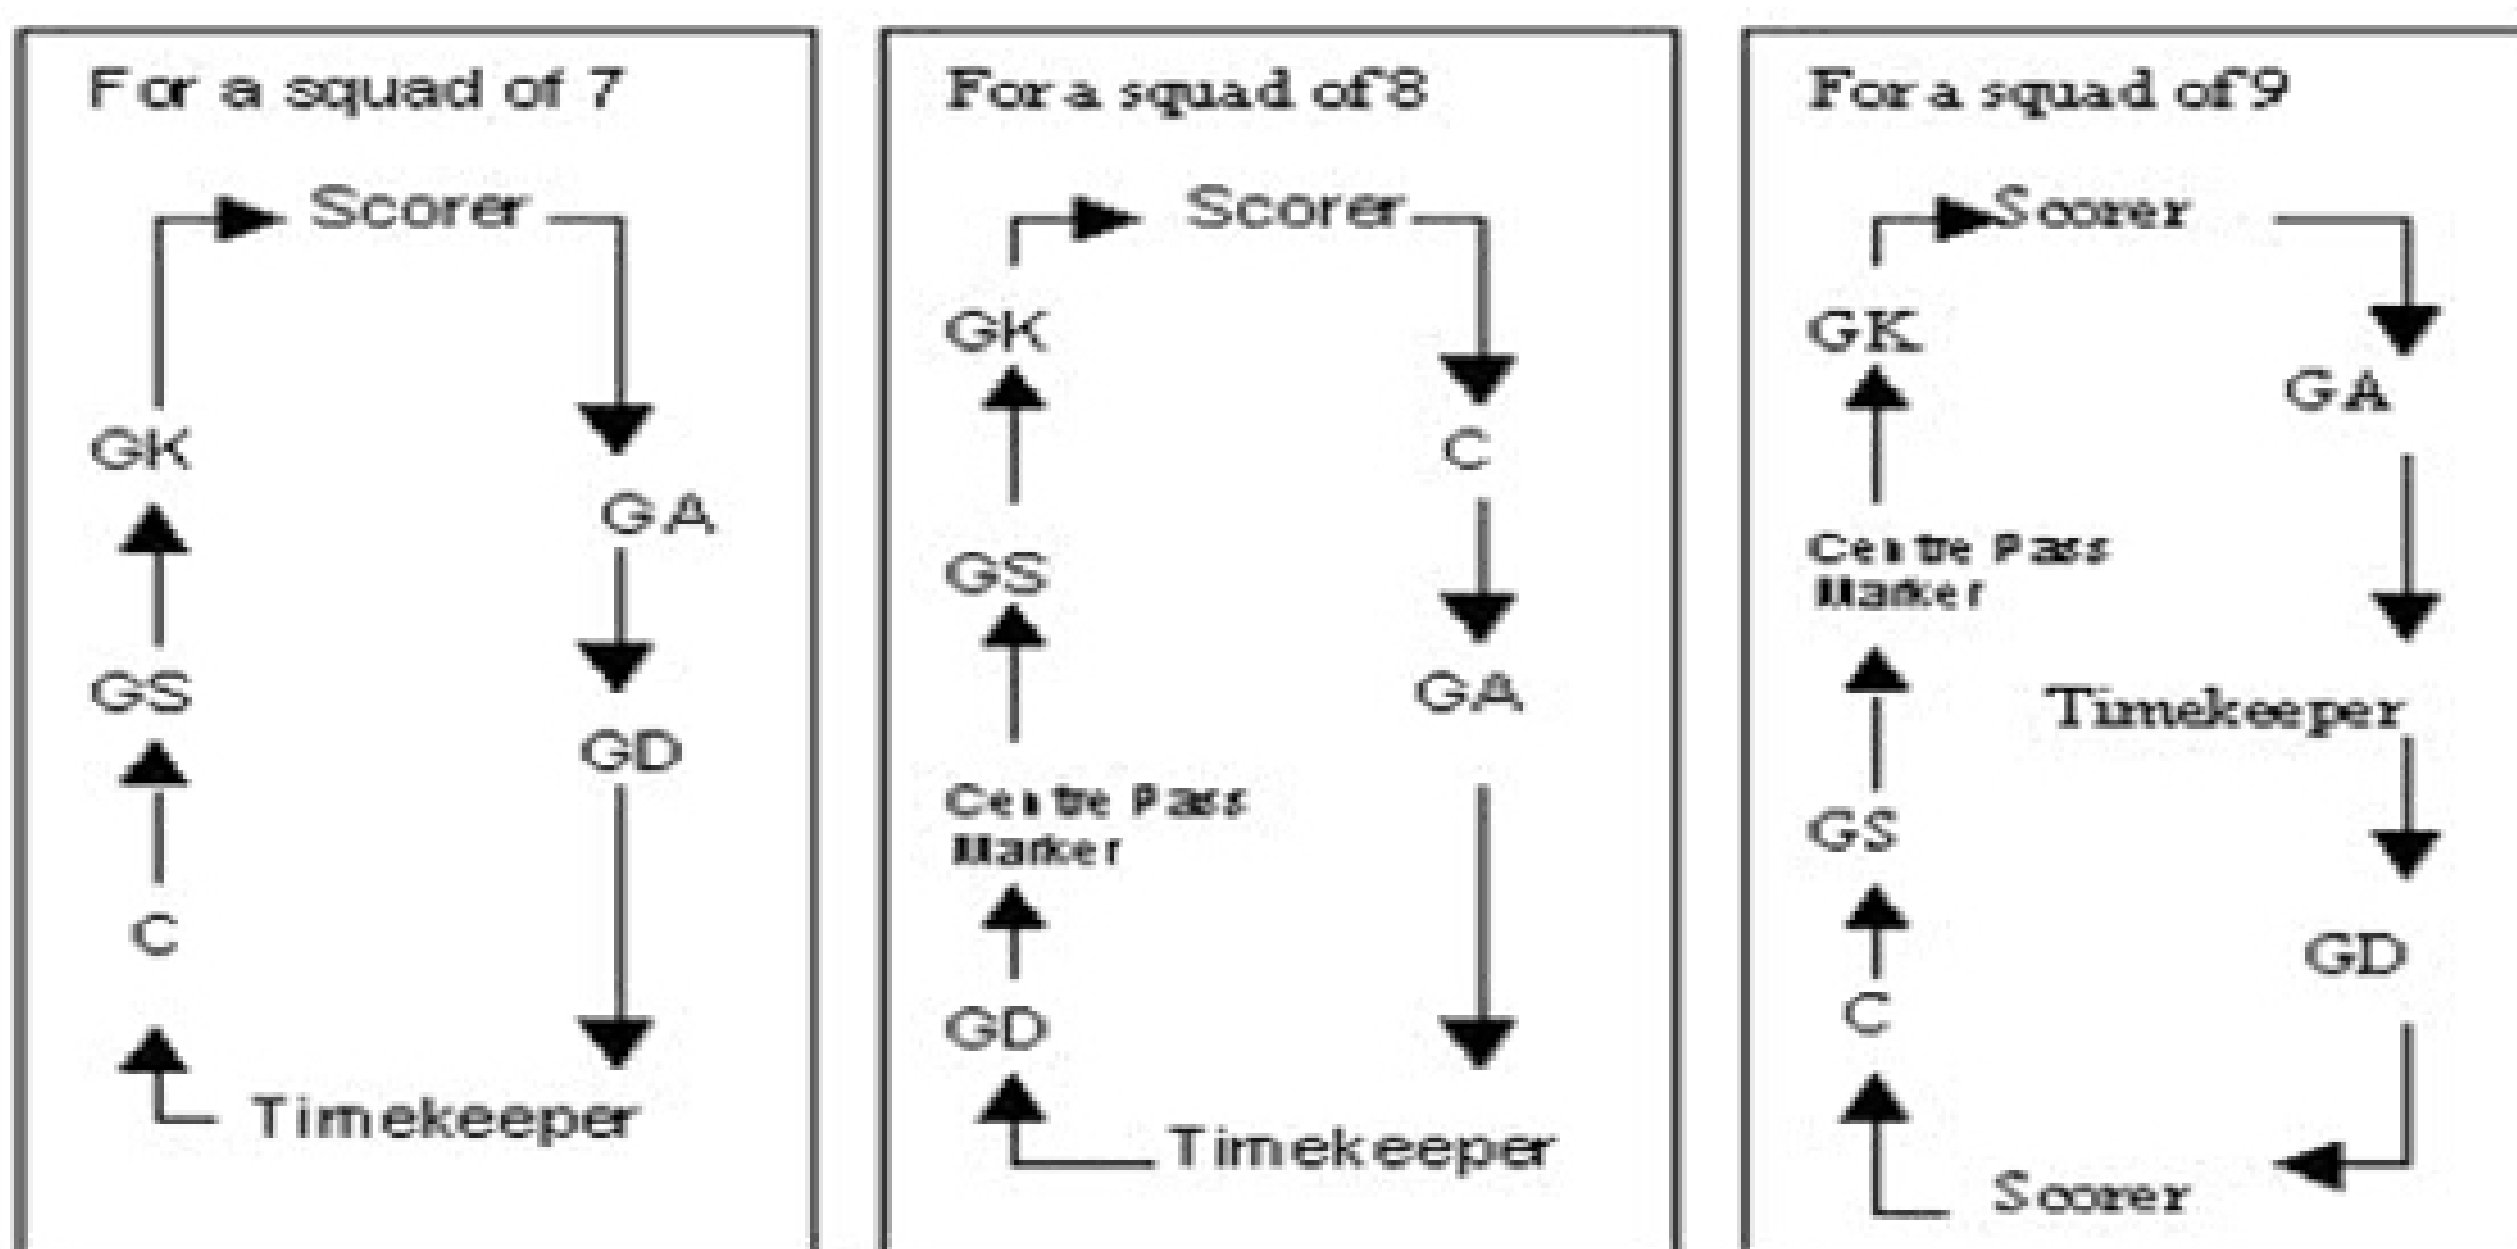 For a squad of 7
Scorer
GK
GA
GS
GD
C
Timekeeper
For a squad of 8
Scorer
GK
C
GS
GA
Centre Pass
Marker
GD
Timekeeper
For a squad of 9
Scorer
GK
GA
Centre Pass
Marker
Timekeeper
GS
GD
C
Scorer